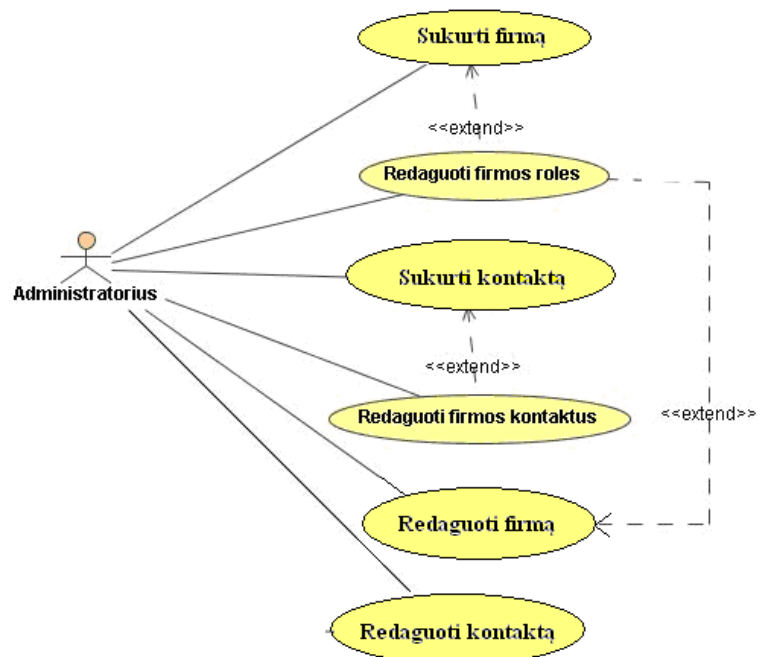 Sukurti firmą
<<extend>>
Redaguoti firmos roles
Sukurti kontaktą
Administratorius
<<extend>>
Redaguoti firmos kontaktus
<<extend>>
Redaguoti firmą
Redaguoti kontaktą